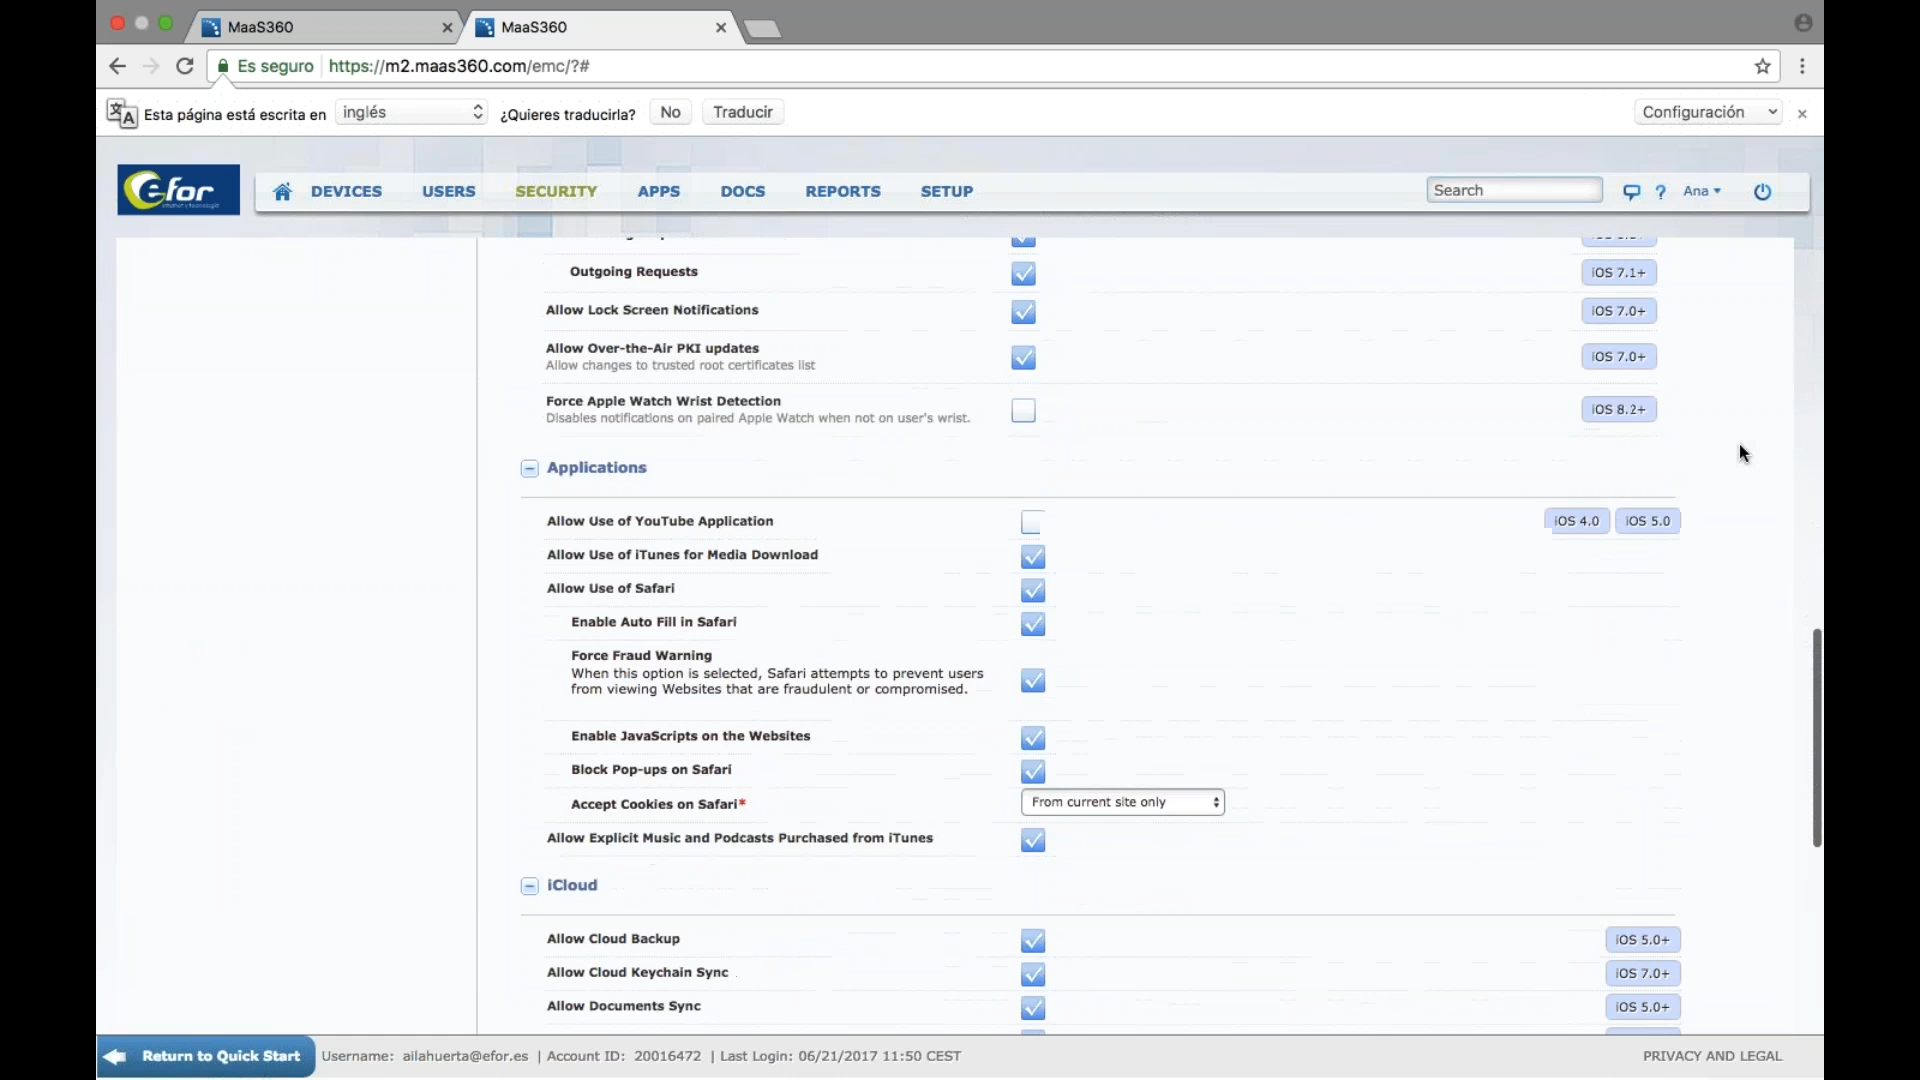 MaaS360
MaaS360
Es seguro
https://m2.maas360.com/emc/?#
Esta página está escrita en
inglés
¿Quieres traducirla?
No
Traducir
Configuración
efor
DEVICES
USERS
SECURITY
APPS
DOCS
REPORTS
SETUP
Search
?
Ana
Outgoing Requests
iOS 7.1+
Allow Lock Screen Notifications
iOS 7.0+
Allow Over-the-Air PKI updates
Allow changes to trusted root certificates list
iOS 7.0+
Force Apple Watch Wrist Detection
Disables notifications on paired Apple Watch when not on user's wrist.
iOS 8.2+
Applications
Allow Use of YouTube Application
iOS 4.0
iOS 5.0
Allow Use of iTunes for Media Download
Allow Use of Safari
Enable Auto Fill in Safari
Force Fraud Warning
When this option is selected, Safari attempts to prevent users
from viewing Websites that are fraudulent or compromised.
Enable JavaScripts on the Websites
Block Pop-ups on Safari
Accept Cookies on Safari*
From current site only
Allow Explicit Music and Podcasts Purchased from iTunes
iCloud
Allow Cloud Backup
iOS 5.0+
Allow Cloud Keychain Sync
iOS 7.0+
Allow Documents Sync
iOS 5.0+
Return to Quick Start
Username: ailahuerta@efor.es | Account ID: 20016472 | Last Login: 06/21/2017 11:50 CEST
PRIVACY AND LEGAL